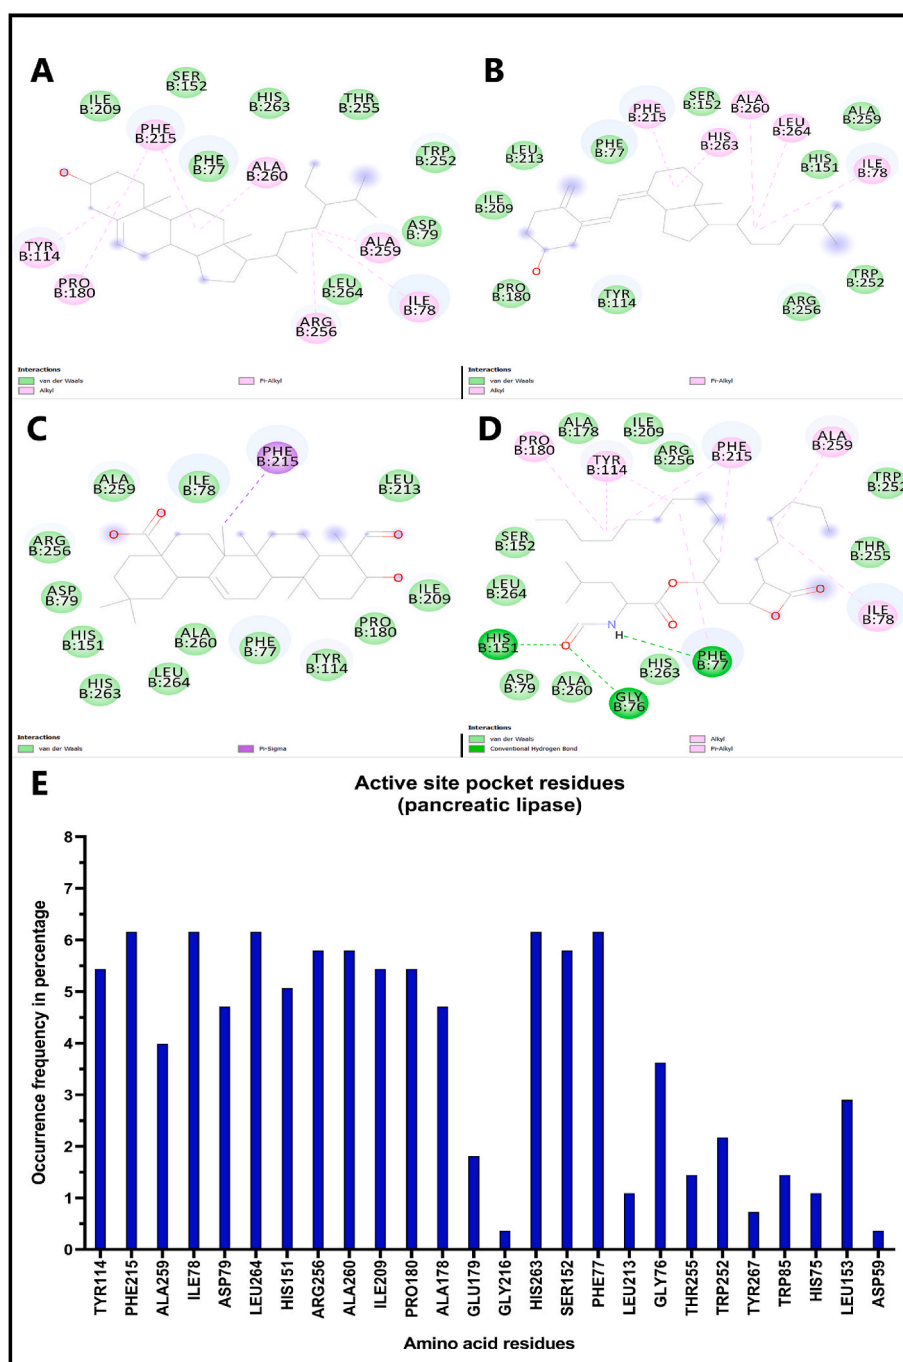 A
ILE
B:209
SER
B:152
HIS
B:263
THR
B:255
PHE
B:215
PHE
B:77
ALA
B:260
TRP
B:252
TYR
B:114
PRO
B:180
LEU
B:264
ARG
B:256
ALA
B:259
ASP
B:79
ILE
B:78
Interactions
van der Waals
Alkyl
Pi-Alkyl
B
PHE
B:215
SER
B:152
ALA
B:260
LEU
B:264
ALA
B:259
LEU
B:213
PHE
B:77
HIS
B:263
HIS
B:151
ILE
B:78
ILE
B:209
PRO
B:180
TYR
B:114
ARG
B:256
TRP
B:252
O
Interactions
van der Waals
Alkyl
Pi-Alkyl
C
PHE
B:215
ALA
B:259
ILE
B:78
LEU
B:213
ARG
B:256
O
O
O
O
ASP
B:79
ILE
B:209
HIS
B:151
ALA
B:260
PHE
B:77
PRO
B:180
HIS
B:263
LEU
B:264
TYR
B:114
Interactions
van der Waals
Pi-Sigma
D
PRO
B:180
ALA
B:178
ILE
B:209
TYR
B:114
ARG
B:256
PHE
B:215
ALA
B:259
TRP
B:252
SER
B:152
THR
B:255
LEU
B:264
O
O
O
O
O
N
H
ILE
B:78
HIS
B:151
ASP
B:79
ALA
B:260
GLY
B:76
HIS
B:263
PHE
B:77
Interactions
van der Waals
Conventional Hydrogen Bond
Alkyl
Pi-Alkyl
E
Active site pocket residues
(pancreatic lipase)
Occurrence frequency in percentage
8
7
6
5
4
3
2
1
0
TYR114
PHE215
ALA259
ILE78
ASP79
LEU264
HIS151
ARG256
ALA260
ILE209
PRO180
ALA178
GLU179
GLY216
HIS263
SER152
PHE77
LEU213
GLY76
THR255
TRP252
TYR267
TRP85
HIS75
LEU153
ASP59
Amino acid residues